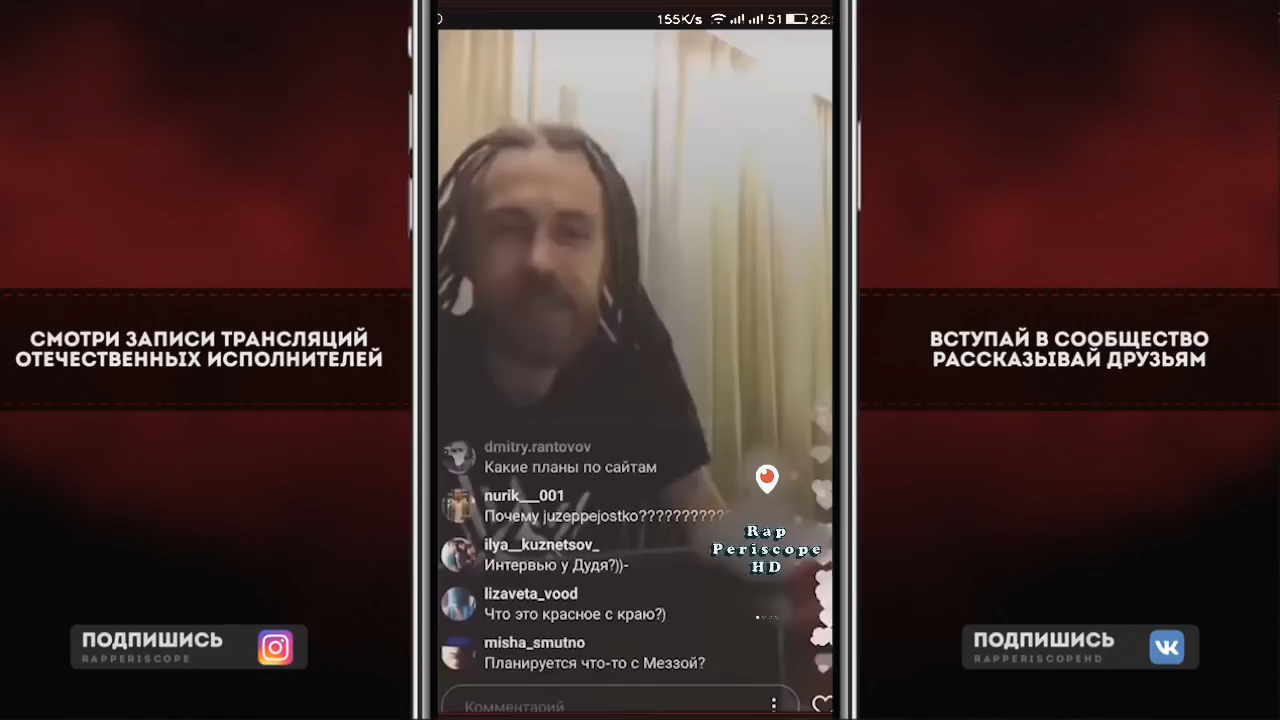 155K/s 51 22:
СМОТРИ ЗАПИСИ ТРАНСЛЯЦИЙ
ОТЕЧЕСТВЕННЫХ ИСПОЛНИТЕЛЕЙ
ВСТУПАЙ В СООБЩЕСТВО
РАССКАЗЫВАЙ ДРУЗЬЯМ
dmitry.rantovov
Какие планы по сайтам
nurik___001
Почему juzeppejostko???????????
ilya__kuznetsov_
Интервью у Дудя?))-
lizaveta_vood
Что это красное с краю?)
misha_smutno
Планируется что-то с Меззой?
Комментарий
Rap
Periscope
HD
ПОДПИШИСЬ
RAPPERISCOPE
ПОДПИШИСЬ
RAPPERISCOPEHD